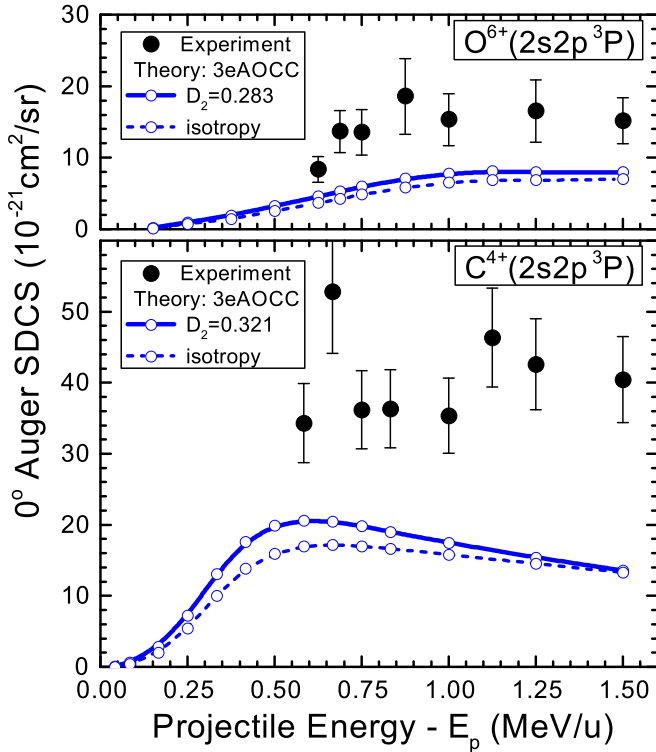 O⁶⁺(2s2p ³P)
Experiment
Theory: 3eAOCC
D₂=0.283
isotropy
30
20
10
0
C⁴⁺(2s2p ³P)
Experiment
Theory: 3eAOCC
D₂=0.321
isotropy
50
40
30
20
10
0
0.00 0.25 0.50 0.75 1.00 1.25 1.50
Projectile Energy - Eₚ (MeV/u)
0° Auger SDCS (10⁻²¹cm²/sr)